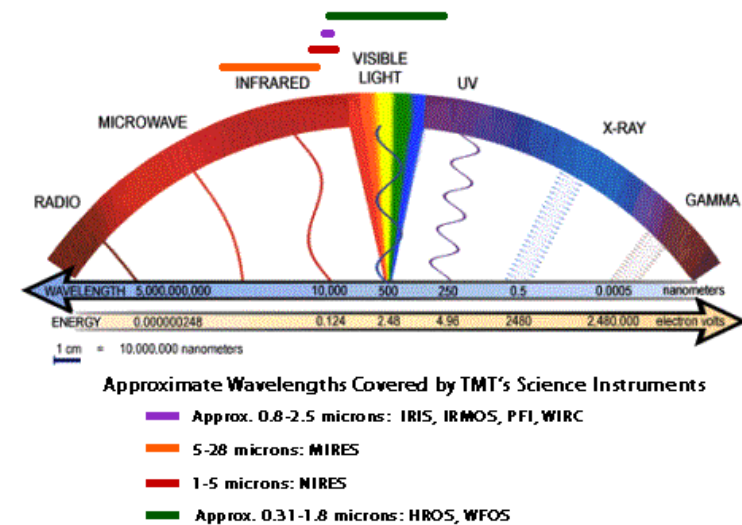 VISIBLE
LIGHT
INFRARED
UV
MICROWAVE
X-RAY
RADIO
GAMMA
WAVELENGTH 5,000,000,000 10,000 500 250 0.5 0.0005 nanometers
ENERGY 0.000000248 0.124 2.48 4.96 2480 2,480,000 electron volts
1 cm = 10,000,000 nanometers
Approximate Wavelengths Covered by TMT's Science Instruments
Approx. 0.8-2.5 microns: IRIS, IRMOS, PFI, WIRC
5-28 microns: MIRES
1-5 microns: NIRES
Approx. 0.31-1.8 microns: HROS, WFOS